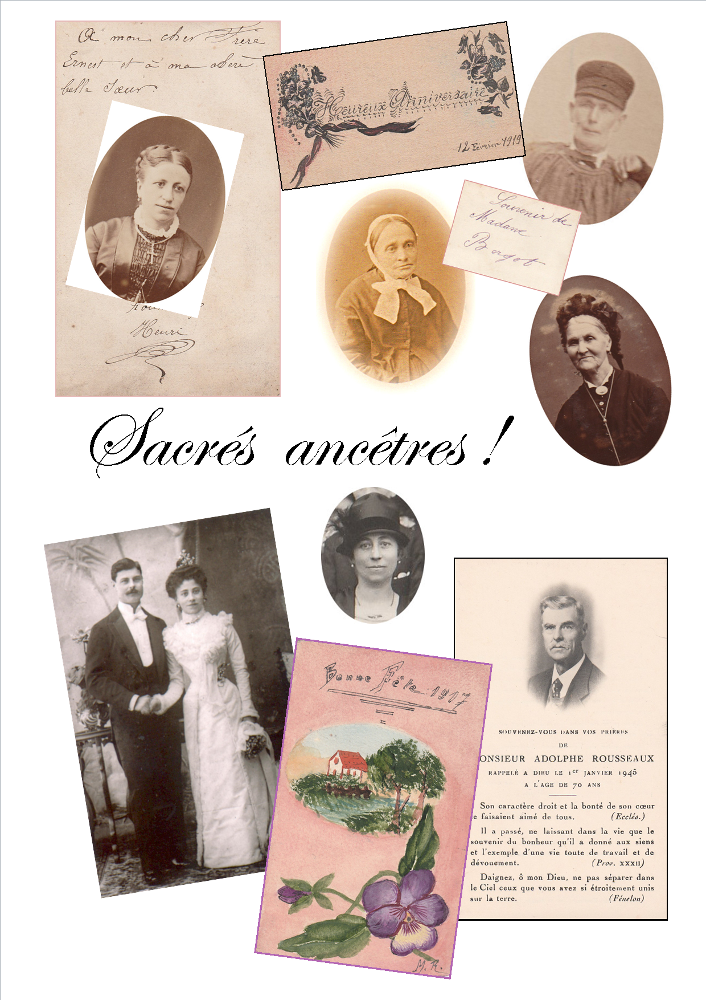 A mon cher Frère
Ernest et à ma chère
belle Sœur.
Henri
Heureux Anniversaire
12 Février 1919
Souvenir de
Madame
Bergot
Sacrés ancêtres !
Bonne Fête 1917
M. R.
SOUVENEZ-VOUS DANS VOS PRIÈRES
DE
ONSIEUR ADOLPHE ROUSSEAUX
RAPPELÉ A DIEU LE 1er JANVIER 1945
A L'AGE DE 70 ANS
Son caractère droit et la bonté de son cœur
e faisaient aimé de tous. (Ecclés.)
Il a passé, ne laissant dans la vie que le
souvenir du bonheur qu'il a donné aux siens
et l'exemple d'une vie toute de travail et de
dévouement. (Prov. XXXII)
Daignez, ô mon Dieu, ne pas séparer dans
le Ciel ceux que vous avez si étroitement unis
sur la terre. (Fénelon)